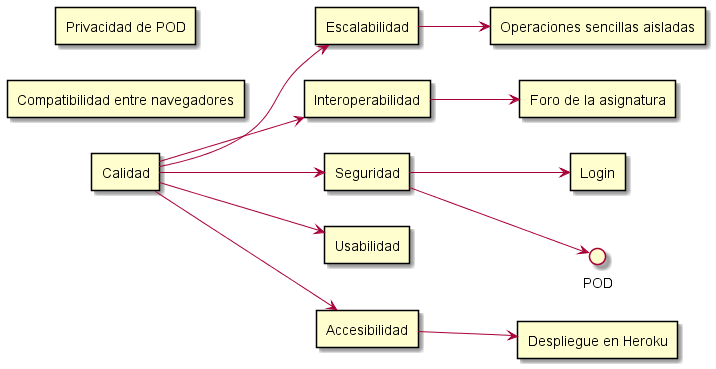 Privacidad de POD
Escalabilidad
Operaciones sencillas aisladas
Compatibilidad entre navegadores
Interoperabilidad
Foro de la asignatura
Calidad
Seguridad
Login
Usabilidad
POD
Accesibilidad
Despliegue en Heroku